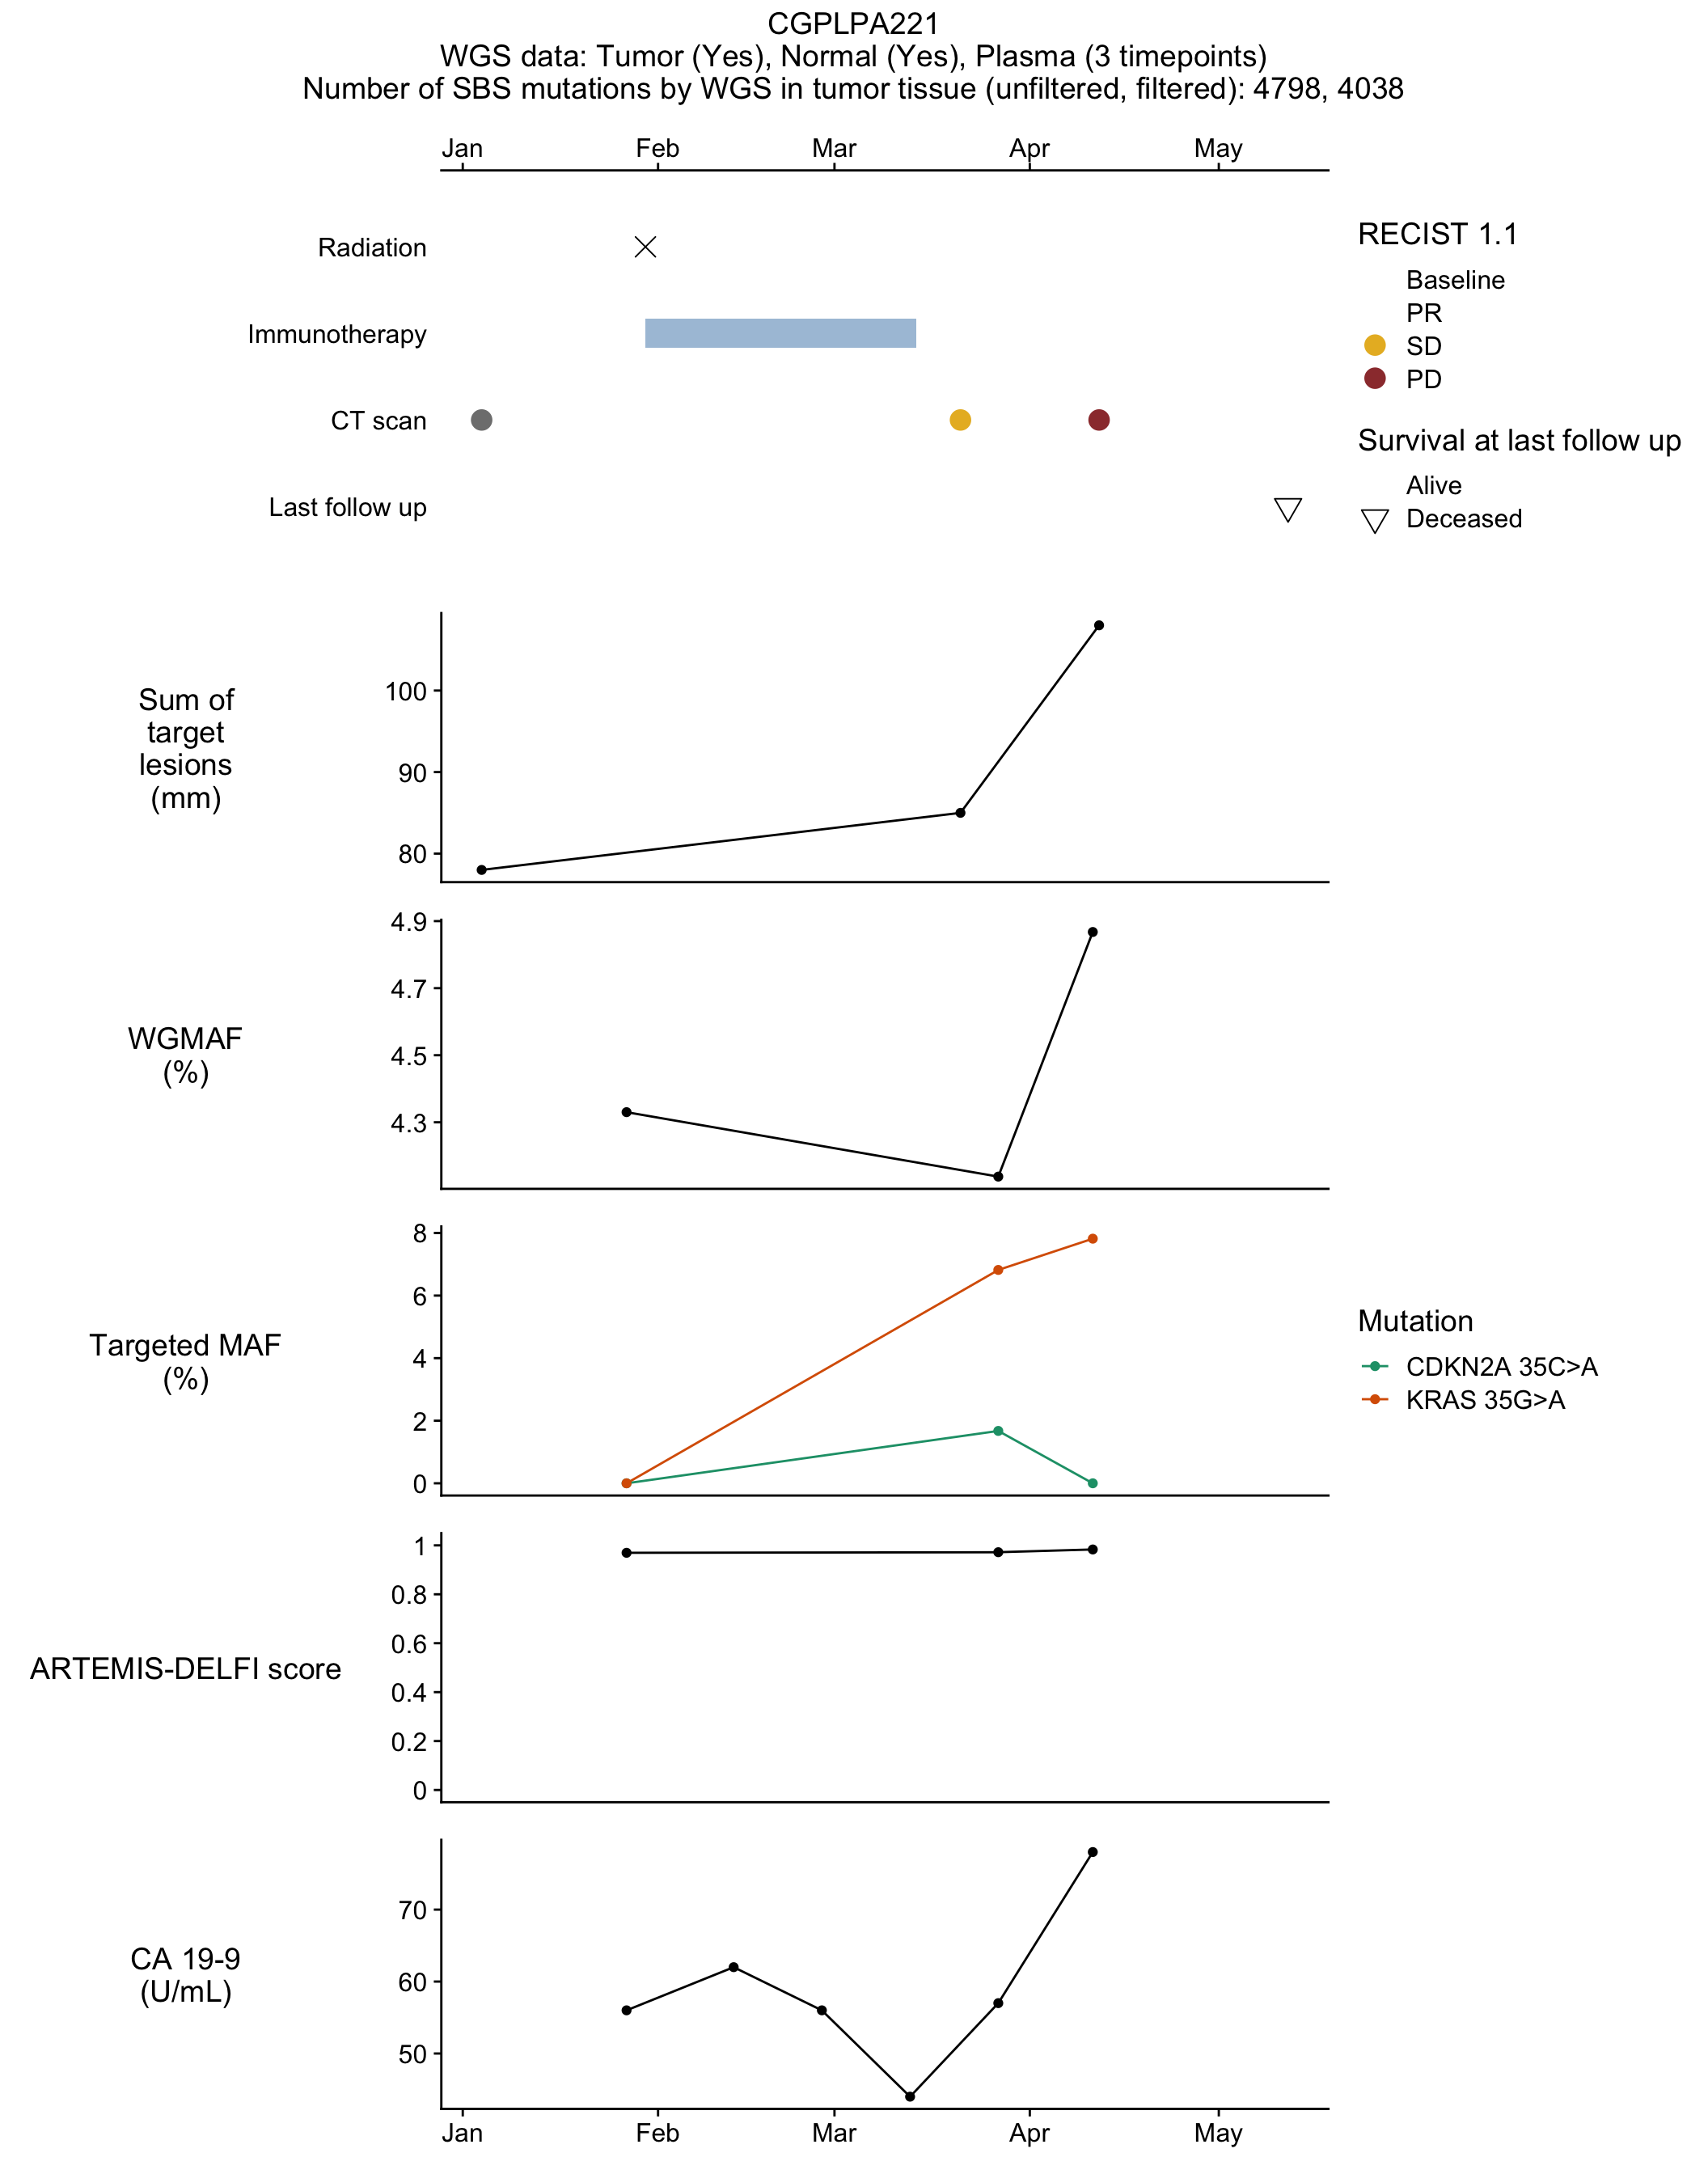 CGPLPA221
WGS data: Tumor (Yes), Normal (Yes), Plasma (3 timepoints)
Number of SBS mutations by WGS in tumor tissue (unfiltered, filtered): 4798, 4038
Jan Feb Mar Apr May
Radiation
Immunotherapy
CT scan
Last follow up
RECIST 1.1
Baseline
PR
SD
PD
Survival at last follow up
Alive
Deceased
Sum of
target
lesions
(mm)
100
90
80
WGMAF
(%)
4.9
4.7
4.5
4.3
Targeted MAF
(%)
8
6
4
2
0
Mutation
CDKN2A 35C>A
KRAS 35G>A
ARTEMIS-DELFI score
1
0.8
0.6
0.4
0.2
0
CA 19-9
(U/mL)
70
60
50
Jan Feb Mar Apr May